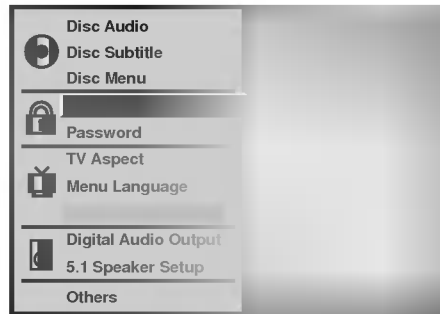 Disc Audio
Disc Subtitle
Disc Menu
Password
TV Aspect
Menu Language
Digital Audio Output
5.1 Speaker Setup
Others